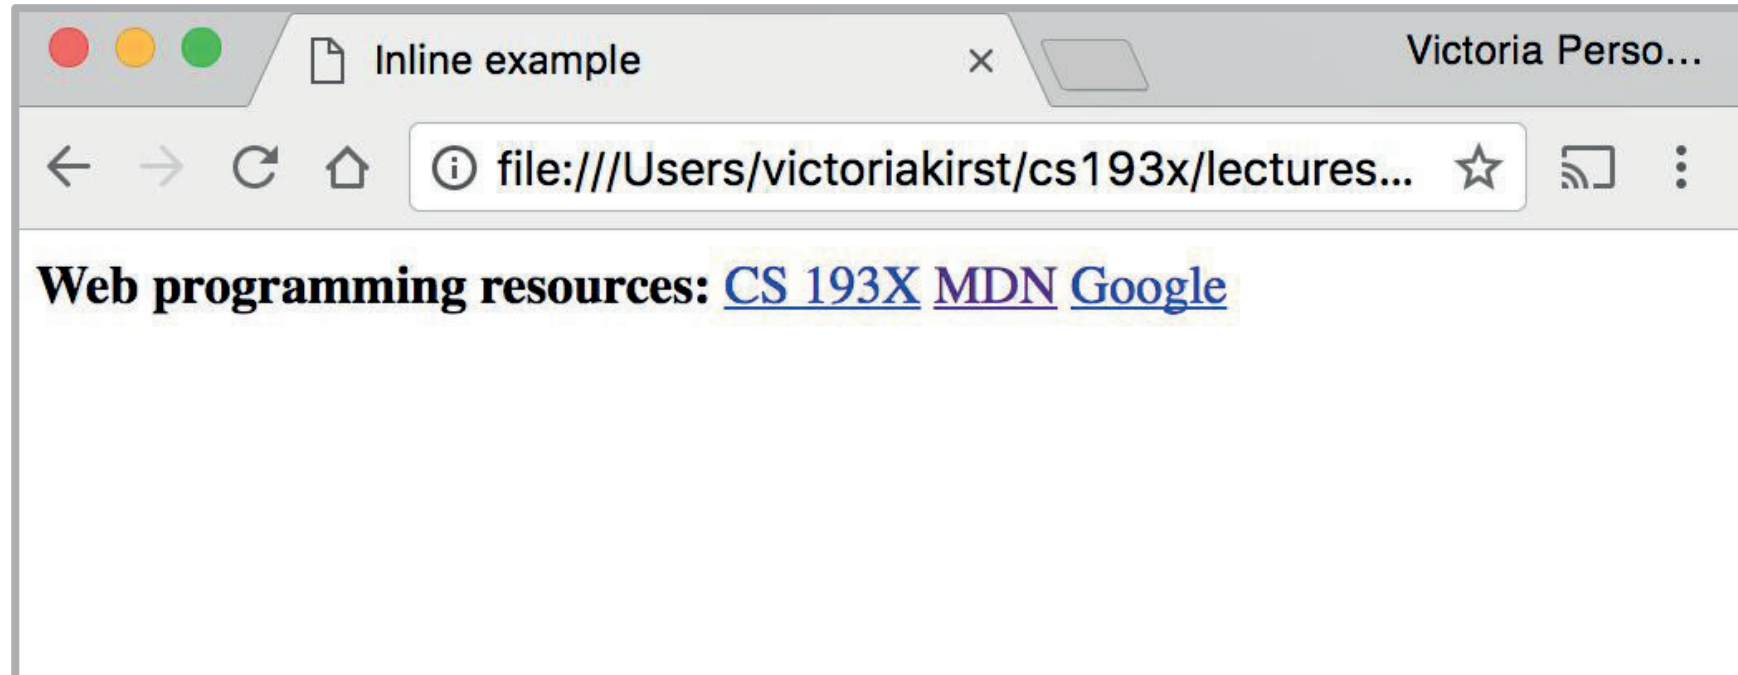 Inline example
Victoria Perso...
file:///Users/victoriakirst/cs193x/lectures...
Web programming resources: CS 193X MDN Google